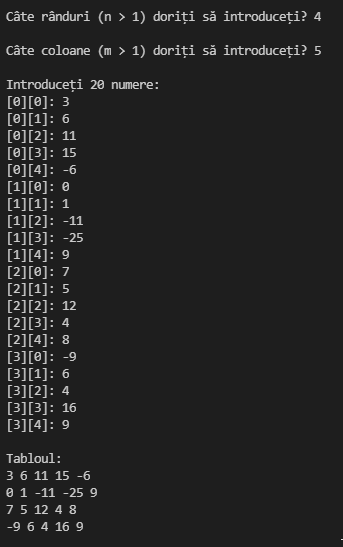 Câte rânduri (n > 1) doriți să introduceți? 4
Câte coloane (m > 1) doriți să introduceți? 5
Introduceți 20 numere:
[0][0]: 3
[0][1]: 6
[0][2]: 11
[0][3]: 15
[0][4]: -6
[1][0]: 0
[1][1]: 1
[1][2]: -11
[1][3]: -25
[1][4]: 9
[2][0]: 7
[2][1]: 5
[2][2]: 12
[2][3]: 4
[2][4]: 8
[3][0]: -9
[3][1]: 6
[3][2]: 4
[3][3]: 16
[3][4]: 9
Tabloul:
3 6 11 15 -6
0 1 -11 -25 9
7 5 12 4 8
-9 6 4 16 9